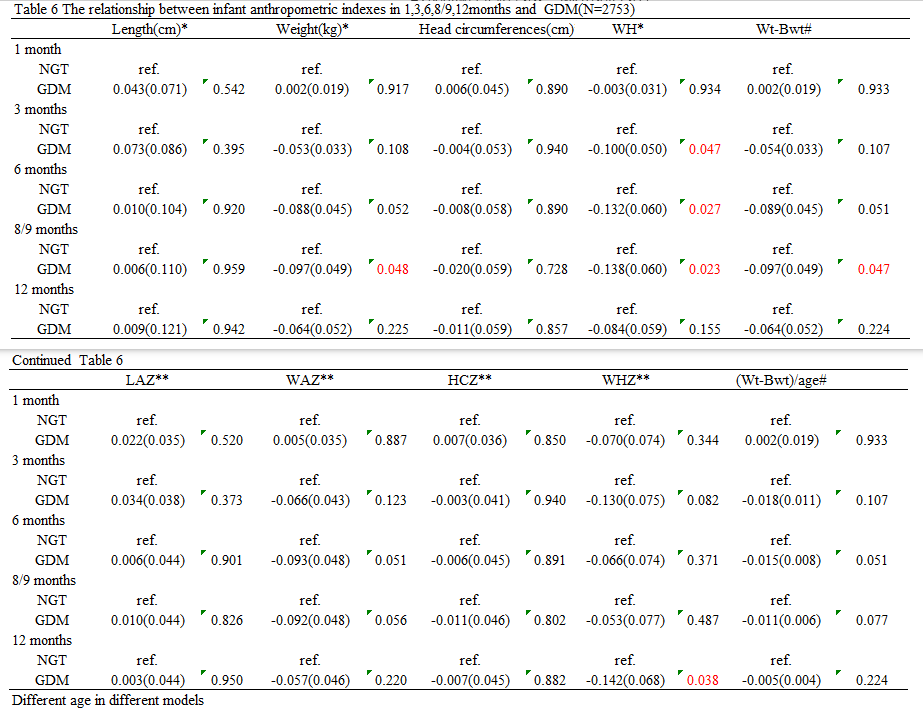 Table 6 The relationship between infant anthropometric indexes in 1,3,6,8/9,12months and GDM(N=2753)
Length(cm)* Weight(kg)* Head circumferences(cm) WH* Wt-Bwt#
1 month
NGT ref. ref. ref. ref. ref.
GDM 0.043(0.071) 0.542 0.002(0.019) 0.917 0.006(0.045) 0.890 -0.003(0.031) 0.934 0.002(0.019) 0.933
3 months
NGT ref. ref. ref. ref. ref.
GDM 0.073(0.086) 0.395 -0.053(0.033) 0.108 -0.004(0.053) 0.940 -0.100(0.050) 0.047 -0.054(0.033) 0.107
6 months
NGT ref. ref. ref. ref. ref.
GDM 0.010(0.104) 0.920 -0.088(0.045) 0.052 -0.008(0.058) 0.890 -0.132(0.060) 0.027 -0.089(0.045) 0.051
8/9 months
NGT ref. ref. ref. ref. ref.
GDM 0.006(0.110) 0.959 -0.097(0.049) 0.048 -0.020(0.059) 0.728 -0.138(0.060) 0.023 -0.097(0.049) 0.047
12 months
NGT ref. ref. ref. ref. ref.
GDM 0.009(0.121) 0.942 -0.064(0.052) 0.225 -0.011(0.059) 0.857 -0.084(0.059) 0.155 -0.064(0.052) 0.224
Continued Table 6
LAZ** WAZ** HCZ** WHZ** (Wt-Bwt)/age#
1 month
NGT ref. ref. ref. ref. ref.
GDM 0.022(0.035) 0.520 0.005(0.035) 0.887 0.007(0.036) 0.850 -0.070(0.074) 0.344 0.002(0.019) 0.933
3 months
NGT ref. ref. ref. ref. ref.
GDM 0.034(0.038) 0.373 -0.066(0.043) 0.123 -0.003(0.041) 0.940 -0.130(0.075) 0.082 -0.018(0.011) 0.107
6 months
NGT ref. ref. ref. ref. ref.
GDM 0.006(0.044) 0.901 -0.093(0.048) 0.051 -0.006(0.045) 0.891 -0.066(0.074) 0.371 -0.015(0.008) 0.051
8/9 months
NGT ref. ref. ref. ref. ref.
GDM 0.010(0.044) 0.826 -0.092(0.048) 0.056 -0.011(0.046) 0.802 -0.053(0.077) 0.487 -0.011(0.006) 0.077
12 months
NGT ref. ref. ref. ref. ref.
GDM 0.003(0.044) 0.950 -0.057(0.046) 0.220 -0.007(0.045) 0.882 -0.142(0.068) 0.038 -0.005(0.004) 0.224
Different age in different models